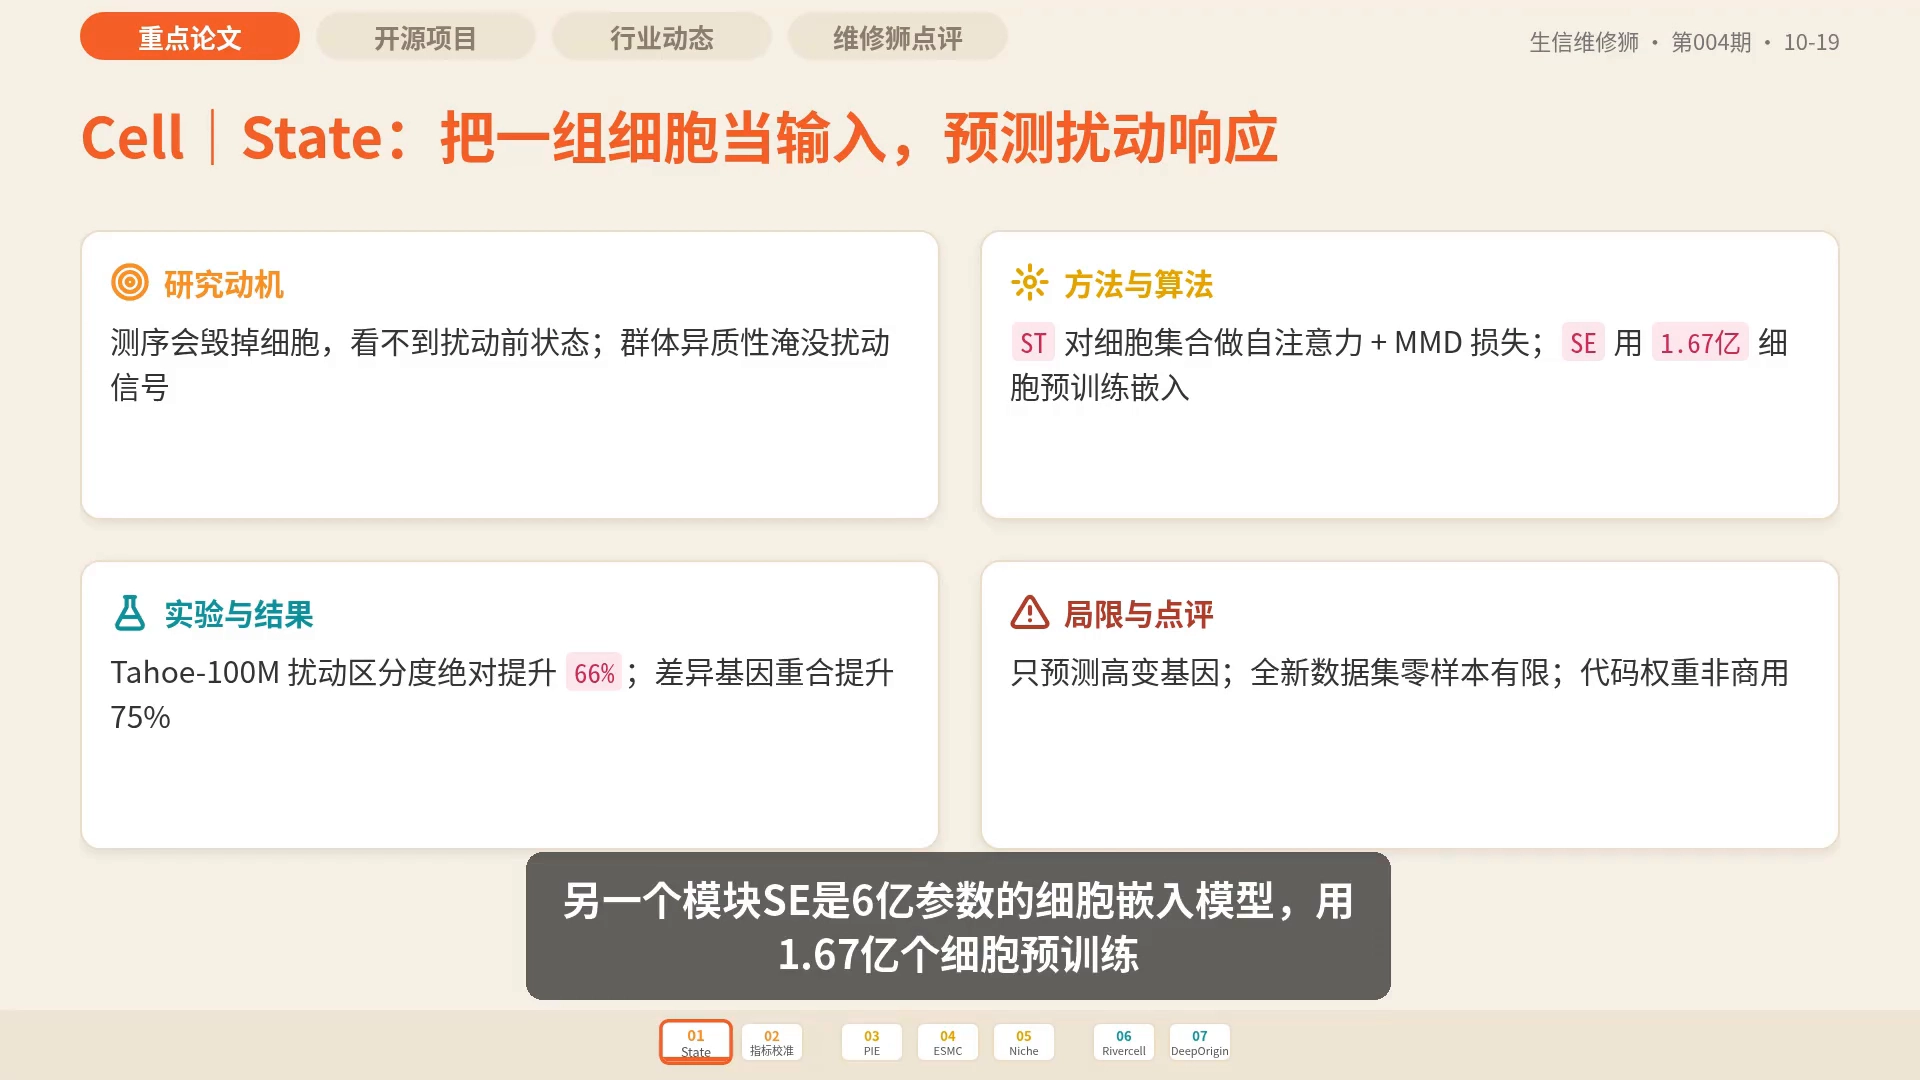 重点论文
开源项目
行业动态
维修狮点评
生信维修狮 • 第004期 • 10-19
Cell｜State：把一组细胞当输入，预测扰动响应
研究动机
测序会毁掉细胞，看不到扰动前状态；群体异质性淹没扰动
信号
方法与算法
ST 对细胞集合做自注意力 + MMD 损失；SE 用 1.67亿 细
胞预训练嵌入
实验与结果
Tahoe-100M 扰动区分度绝对提升 66%；差异基因重合提升
75%
局限与点评
只预测高变基因；全新数据集零样本有限；代码权重非商用
另一个模块SE是6亿参数的细胞嵌入模型，用
1.67亿个细胞预训练
01
State
02
指标校准
03
PIE
04
ESMC
05
Niche
06
Rivercell
07
DeepOrigin